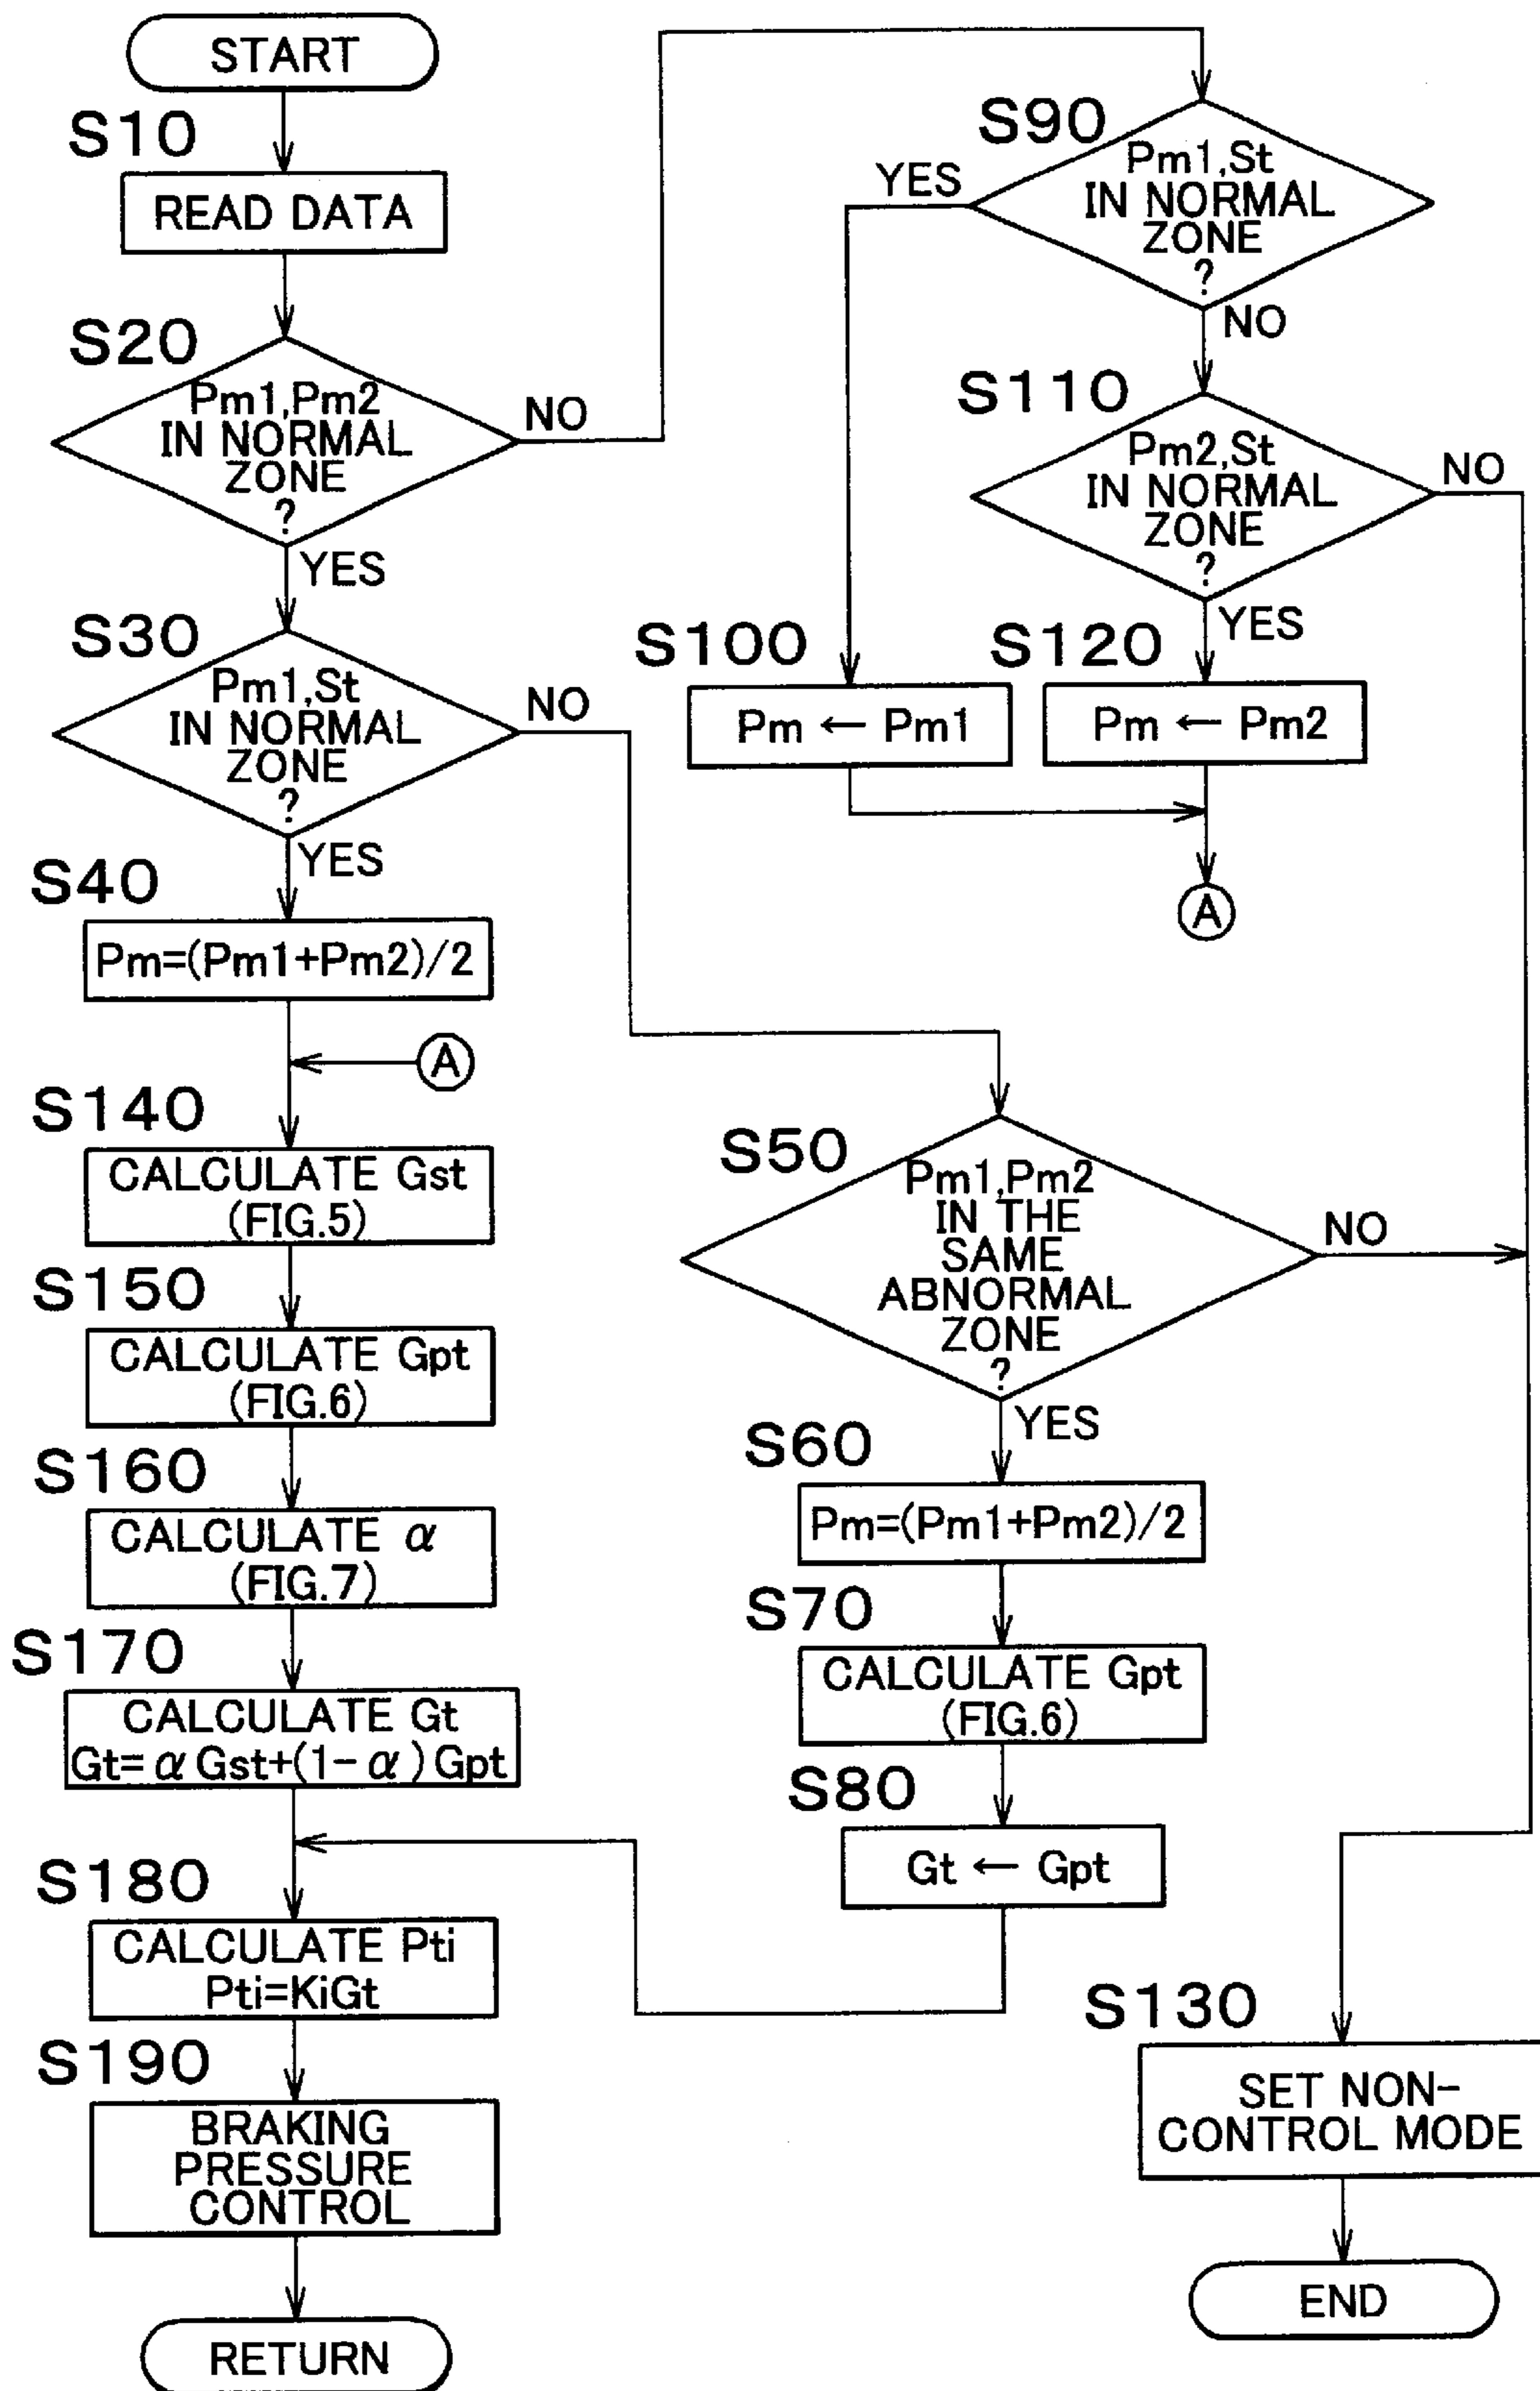 START
S10
READ DATA
S20
Pm1,Pm2
IN NORMAL
ZONE
?
NO
YES
S30
Pm1,St
IN NORMAL
ZONE
?
NO
YES
S40
Pm=(Pm1+Pm2)/2
A
S140
CALCULATE Gst
(FIG.5)
S150
CALCULATE Gpt
(FIG.6)
S160
CALCULATE α
(FIG.7)
S170
CALCULATE Gt
Gt=αGst+(1-α)Gpt
S180
CALCULATE Pti
Pti=KiGt
S190
BRAKING
PRESSURE
CONTROL
RETURN
S90
Pm1,St
IN NORMAL
ZONE
?
YES
NO
S110
Pm2,St
IN NORMAL
ZONE
?
NO
YES
S100
Pm ← Pm1
S120
Pm ← Pm2
A
S50
Pm1,Pm2
IN THE
SAME
ABNORMAL
ZONE
?
NO
YES
S60
Pm=(Pm1+Pm2)/2
S70
CALCULATE Gpt
(FIG.6)
S80
Gt ← Gpt
S130
SET NON-
CONTROL MODE
END